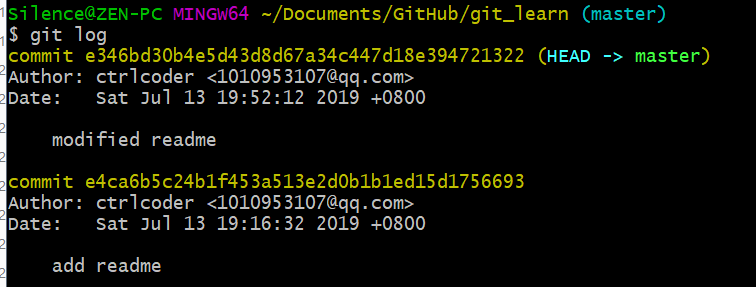 Silence@ZEN-PC MINGW64 ~/Documents/GitHub/git_learn (master)
$ git log
commit e346bd30b4e5d43d8d67a34c447d18e394721322 (HEAD -> master)
Author: ctrlcoder <1010953107@qq.com>
Date:   Sat Jul 13 19:52:12 2019 +0800
    modified readme
commit e4ca6b5c24b1f453a513e2d0b1b1ed15d1756693
Author: ctrlcoder <1010953107@qq.com>
Date:   Sat Jul 13 19:16:32 2019 +0800
    add readme